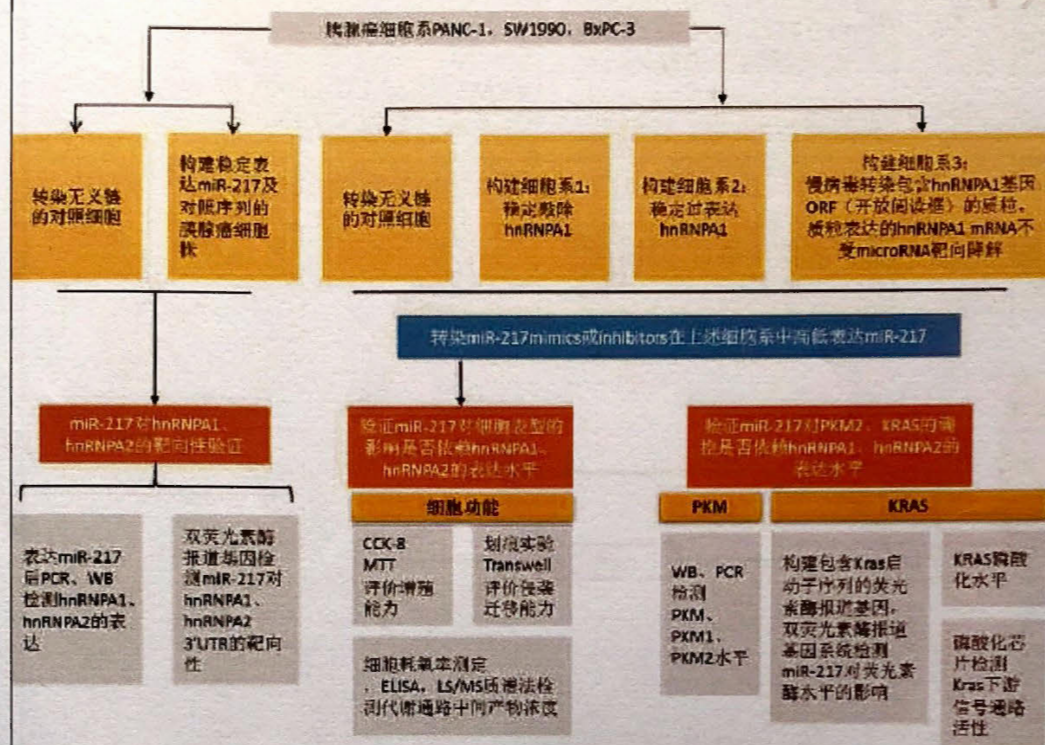 胰腺癌细胞系PANC-1，SW1990，BxPC-3
转染无义链
的对照细胞
构建稳定表
达miR-217及
对照序列的
胰腺癌细胞
株
转染无义链
的对照细胞
构建细胞系1：
稳定敲除
hnRNPA1
构建细胞系2：
稳定过表达
hnRNPA1
构建细胞系3：
慢病毒转染包含hnRNPA1基因
ORF（开放阅读框）的质粒，
质粒表达的hnRNPA1 mRNA不
受microRNA靶向降解
转染miR-217mimics或inhibitors在上述细胞系中高低表达miR-217
miR-217对hnRNPA1、
hnRNPA2的靶向性验证
验证miR-217对细胞表型的
影响是否依赖hnRNPA1、
hnRNPA2的表达水平
验证miR-217对PKM2、KRAS的调
控是否依赖hnRNPA1、hnRNPA2的
表达水平
细胞功能
PKM
KRAS
表达miR-217
后PCR、WB
检测hnRNPA1、
hnRNPA2的表
达
双荧光素酶
报道基因检
测miR-217对
hnRNPA1、
hnRNPA2
3'UTR的靶向
性
CCK-8
MTT
评价增殖
能力
划痕实验
Transwell
评价侵袭
迁移能力
细胞耗氧率测定
，ELISA，LS/MS质谱法检
测代谢通路中间产物浓度
WB、PCR
检测
PKM、
PKM1、
PKM2水平
构建包含Kras启
动子序列的荧光
素酶报道基因，
双荧光素酶报道
基因系统检测
miR-217对荧光素
酶水平的影响
KRAS磷酸
化水平
磷酸化芯
片检测
Kras下游
信号通路
活性